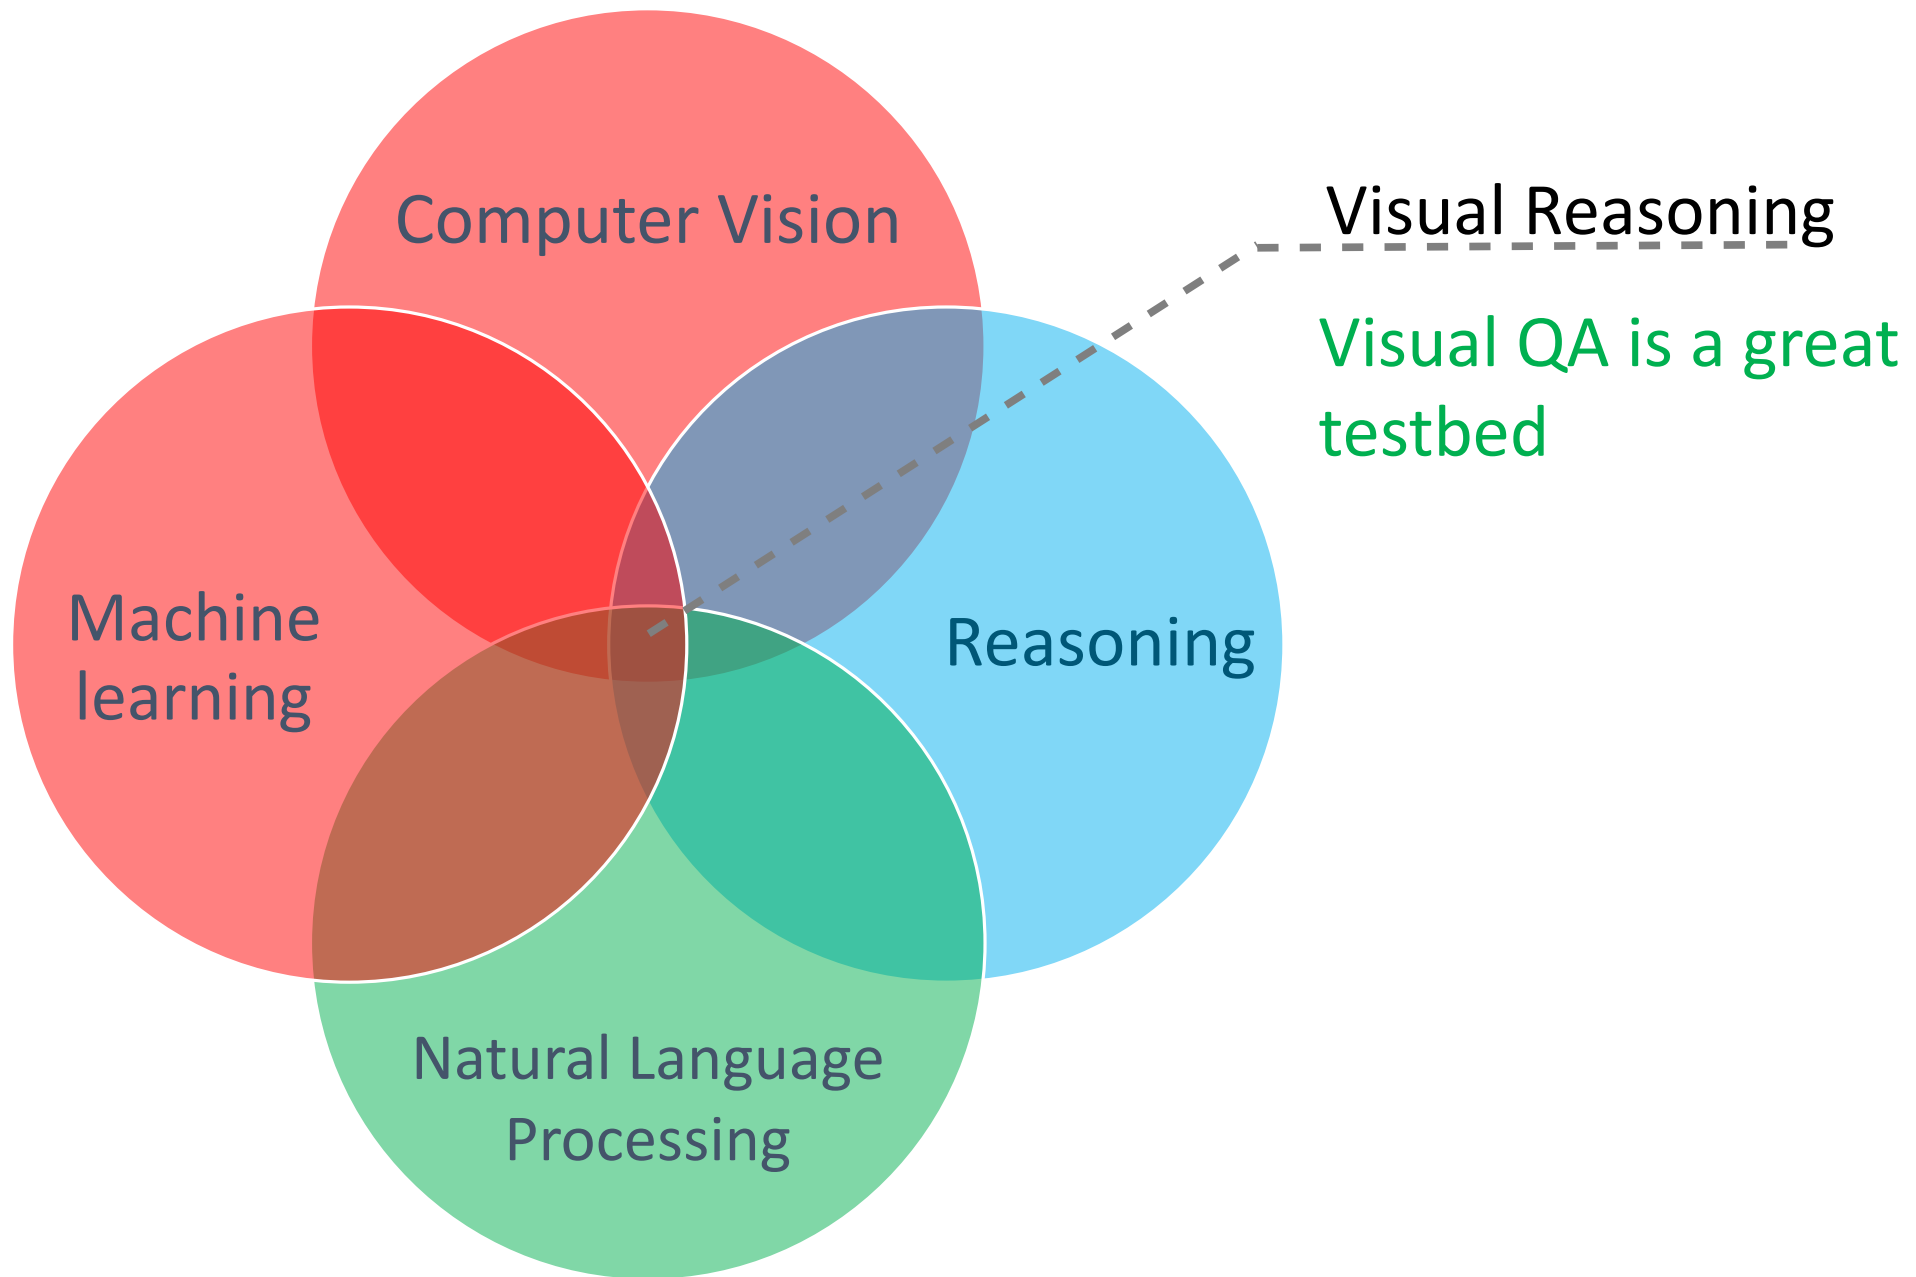 Computer Vision
Visual Reasoning
Visual QA is a great
testbed
Machine
learning
Reasoning
Natural Language
Processing